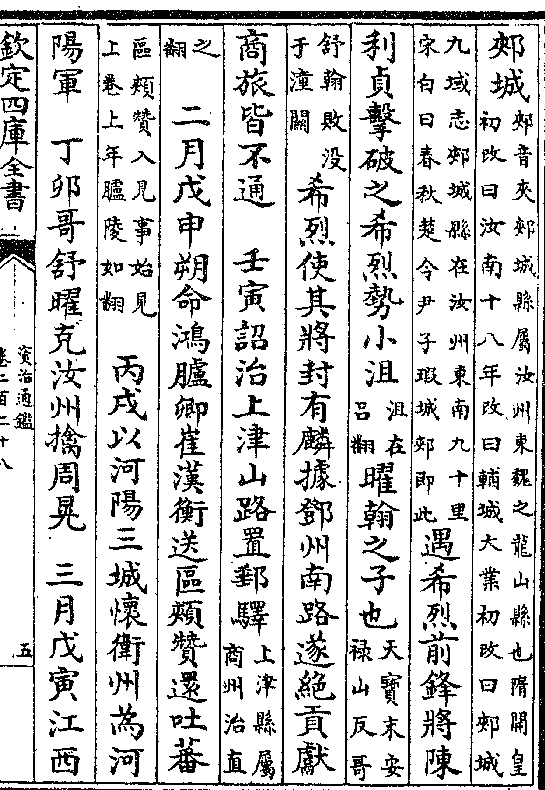 郟城郟音夾郟城縣屬汝州東魏之龍山縣也隋開皇初改曰汝南十八年改曰輔城大業初改曰郟城
九域志郟城縣在汝州東南九十里宋白曰春秋楚令尹子瑕城郟即此遇希烈前鋒將陳
利貞擊破之希烈勢小沮沮在吕翻曜翰之子也天寶末安禄山反哥
舒翰敗没于潼關希烈使其將封有麟據鄧州南路遂絶貢獻
商旅皆不通 壬寅詔治上津山路置郵驛上津縣屬商州治直
之翻 二月戊申朔命鴻臚卿崔漢衡送區頰贊還吐蕃
區頰贊入見事始見上卷上年臚陵如翻 丙戌以河陽三城懷衛州為河
陽軍 丁卯哥舒曜克汝州擒周晃 三月戊寅江西
欽定四庫全書
資治通鑑
卷二百二十八
五